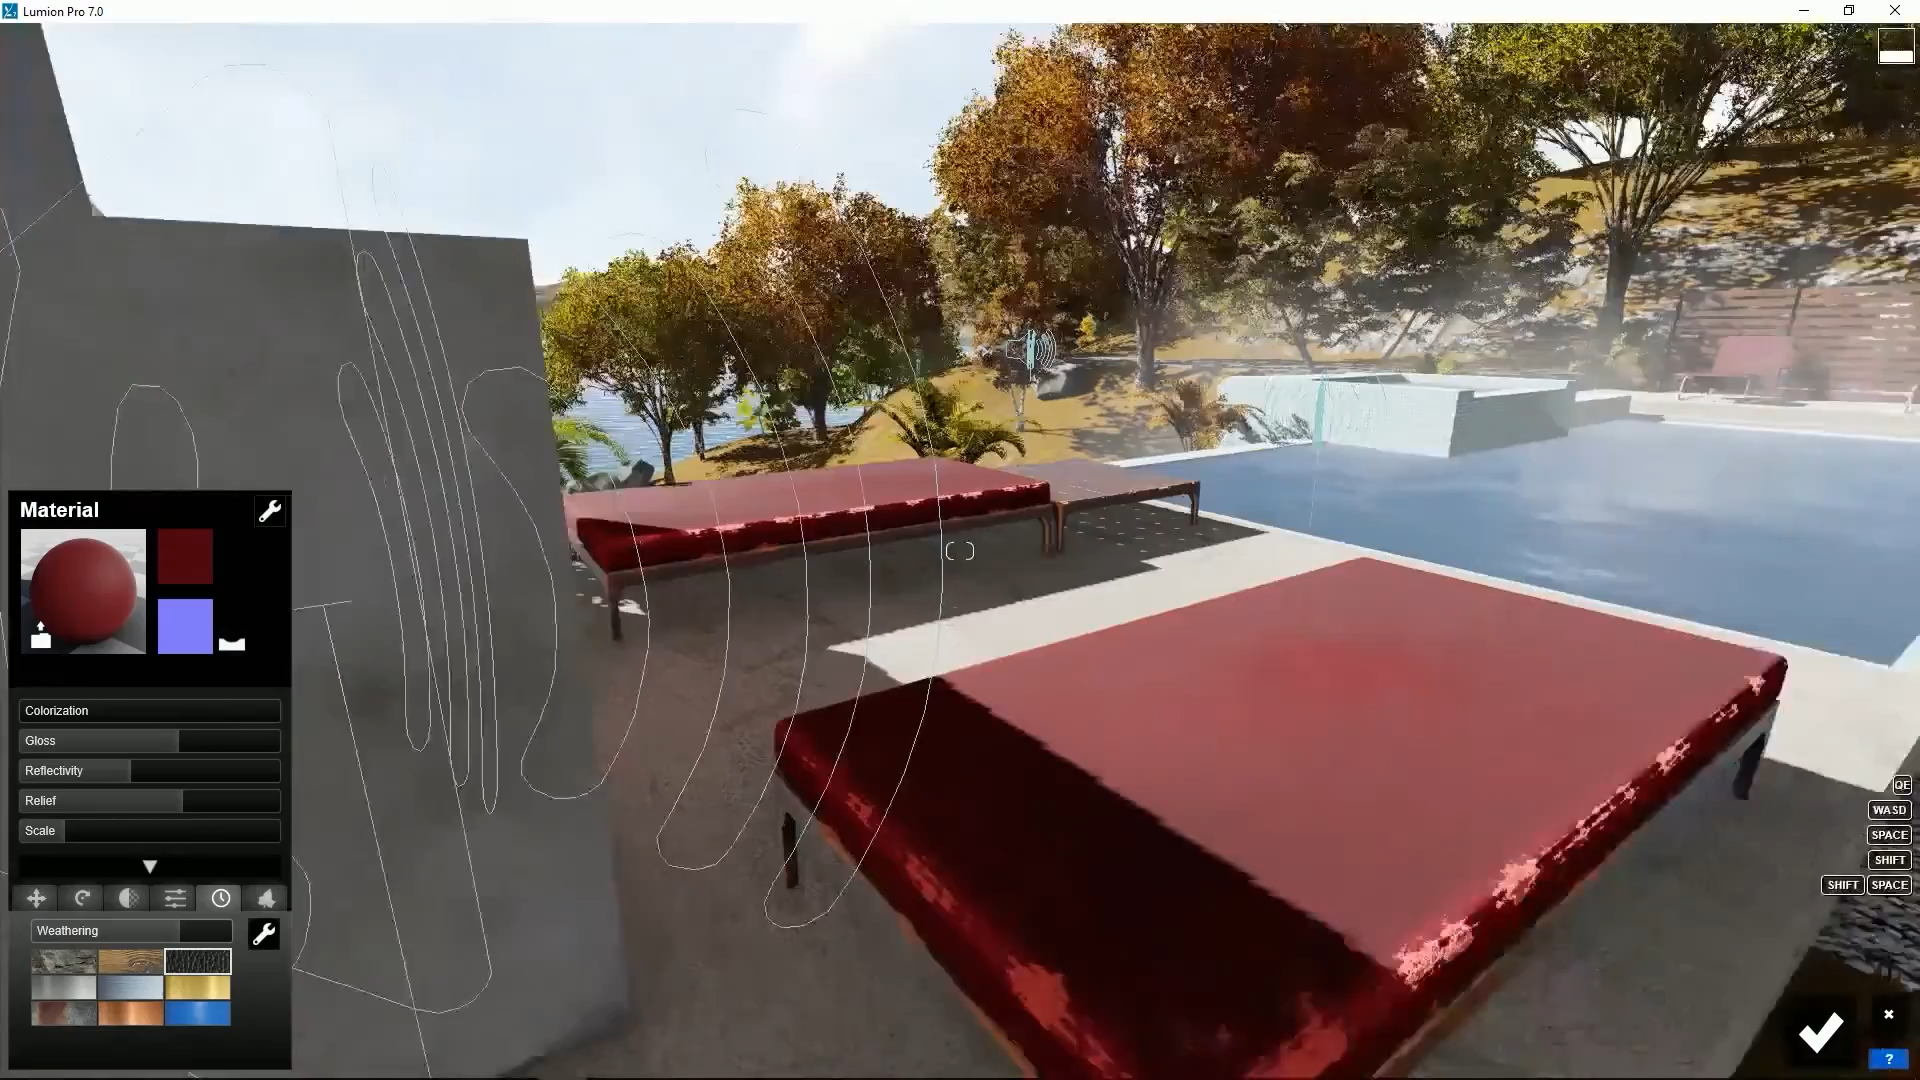 Lumion Pro 7.0
Material
Colorization
Gloss
Reflectivity
Relief
Scale
Weathering
QE
WASD
SPACE
SHIFT
SHIFT SPACE
?